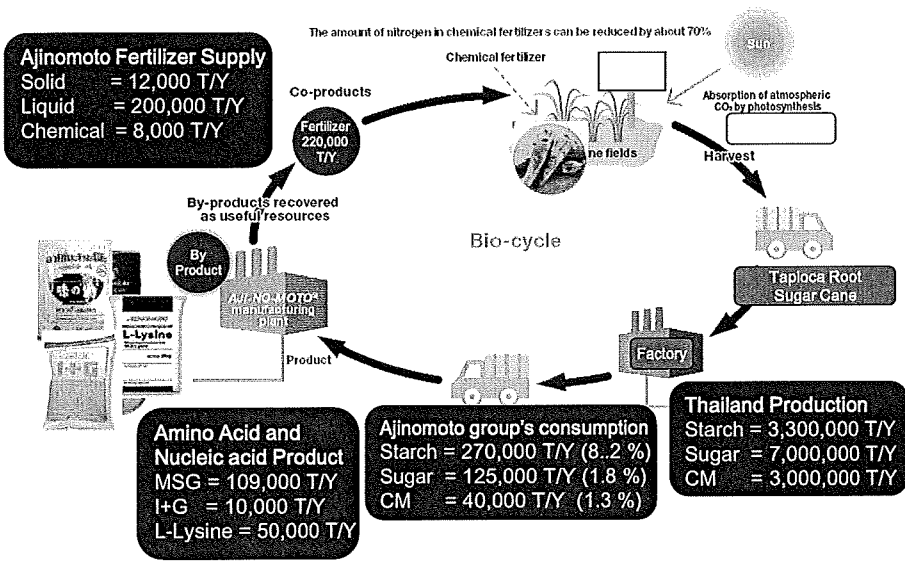 The amount of nitrogen in chemical fertilizers can be reduced by about 70%
Sun
Chemical fertilizer
Ajinomoto Fertilizer Supply
Solid = 12,000 T/Y
Liquid = 200,000 T/Y
Chemical = 8,000 T/Y
Co-products
Fertilizer
220,000
T/Y.
Absorption of atmospheric
CO₂ by photosynthesis
ne fields
Harvest
By-products recovered
as useful resources
Bio-cycle
By
Product
AJI-NO-MOTO®
manufacturing
plant
L-Lysine
Tapioca Root
Sugar Cane
Factory
Product
Thailand Production
Starch = 3,300,000 T/Y
Sugar = 7,000,000 T/Y
CM = 3,000,000 T/Y
Ajinomoto group's consumption
Starch = 270,000 T/Y (8..2 %)
Sugar = 125,000 T/Y (1.8 %)
CM = 40,000 T/Y (1.3 %)
Amino Acid and
Nucleic acid Product
MSG = 109,000 T/Y
I+G = 10,000 T/Y
L-Lysine = 50,000 T/Y